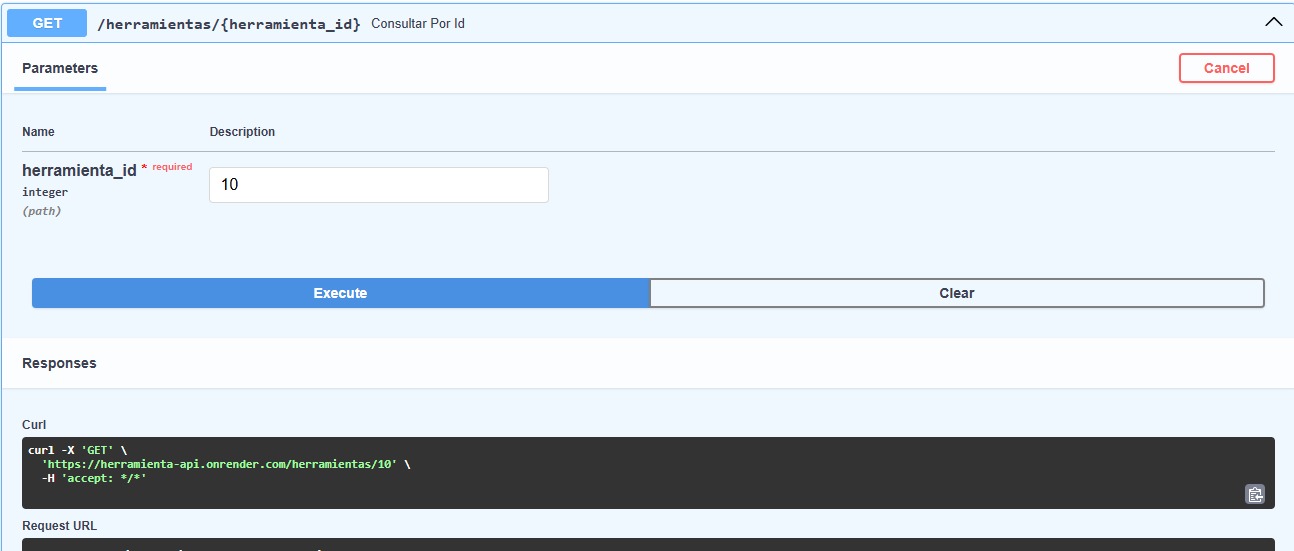 GET /herramientas/{herramienta_id} Consultar Por Id
Parameters
Cancel
Name Description
herramienta_id * required
integer
(path)
10
Execute
Clear
Responses
Curl
curl -X 'GET' \
'https://herramienta-api.onrender.com/herramientas/10' \
-H 'accept: */*'
Request URL